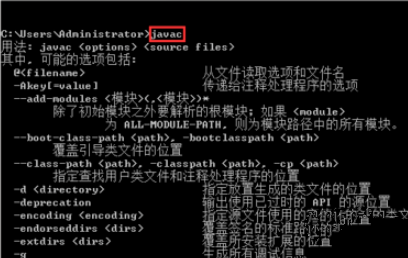 C:\Users\Administrator>javac
用法: javac <options> <source files>
其中, 可能的选项包括:
@<filename> 从文件读取选项和文件名
-Akey[=value] 传递给注释处理程序的选项
--add-modules <模块>(,<模块>)*
除了初始模块之外要解析的根模块; 如果 <module>
为 ALL-MODULE-PATH, 则为模块路径中的所有模块。
--boot-class-path <path>, -bootclasspath <path>
覆盖引导类文件的位置
--class-path <path>, -classpath <path>, -cp <path>
指定查找用户类文件和注释处理程序的位置
-d <directory> 指定放置生成的类文件的位置
-deprecation 输出使用已过时的 API 的源位置
-encoding <encoding> 指定源文件使用的
-endorseddirs <dirs> 覆盖签名的标准路径的
-extdirs <dirs> 覆盖所安装扩展的位置
-g 生成所有调试信息